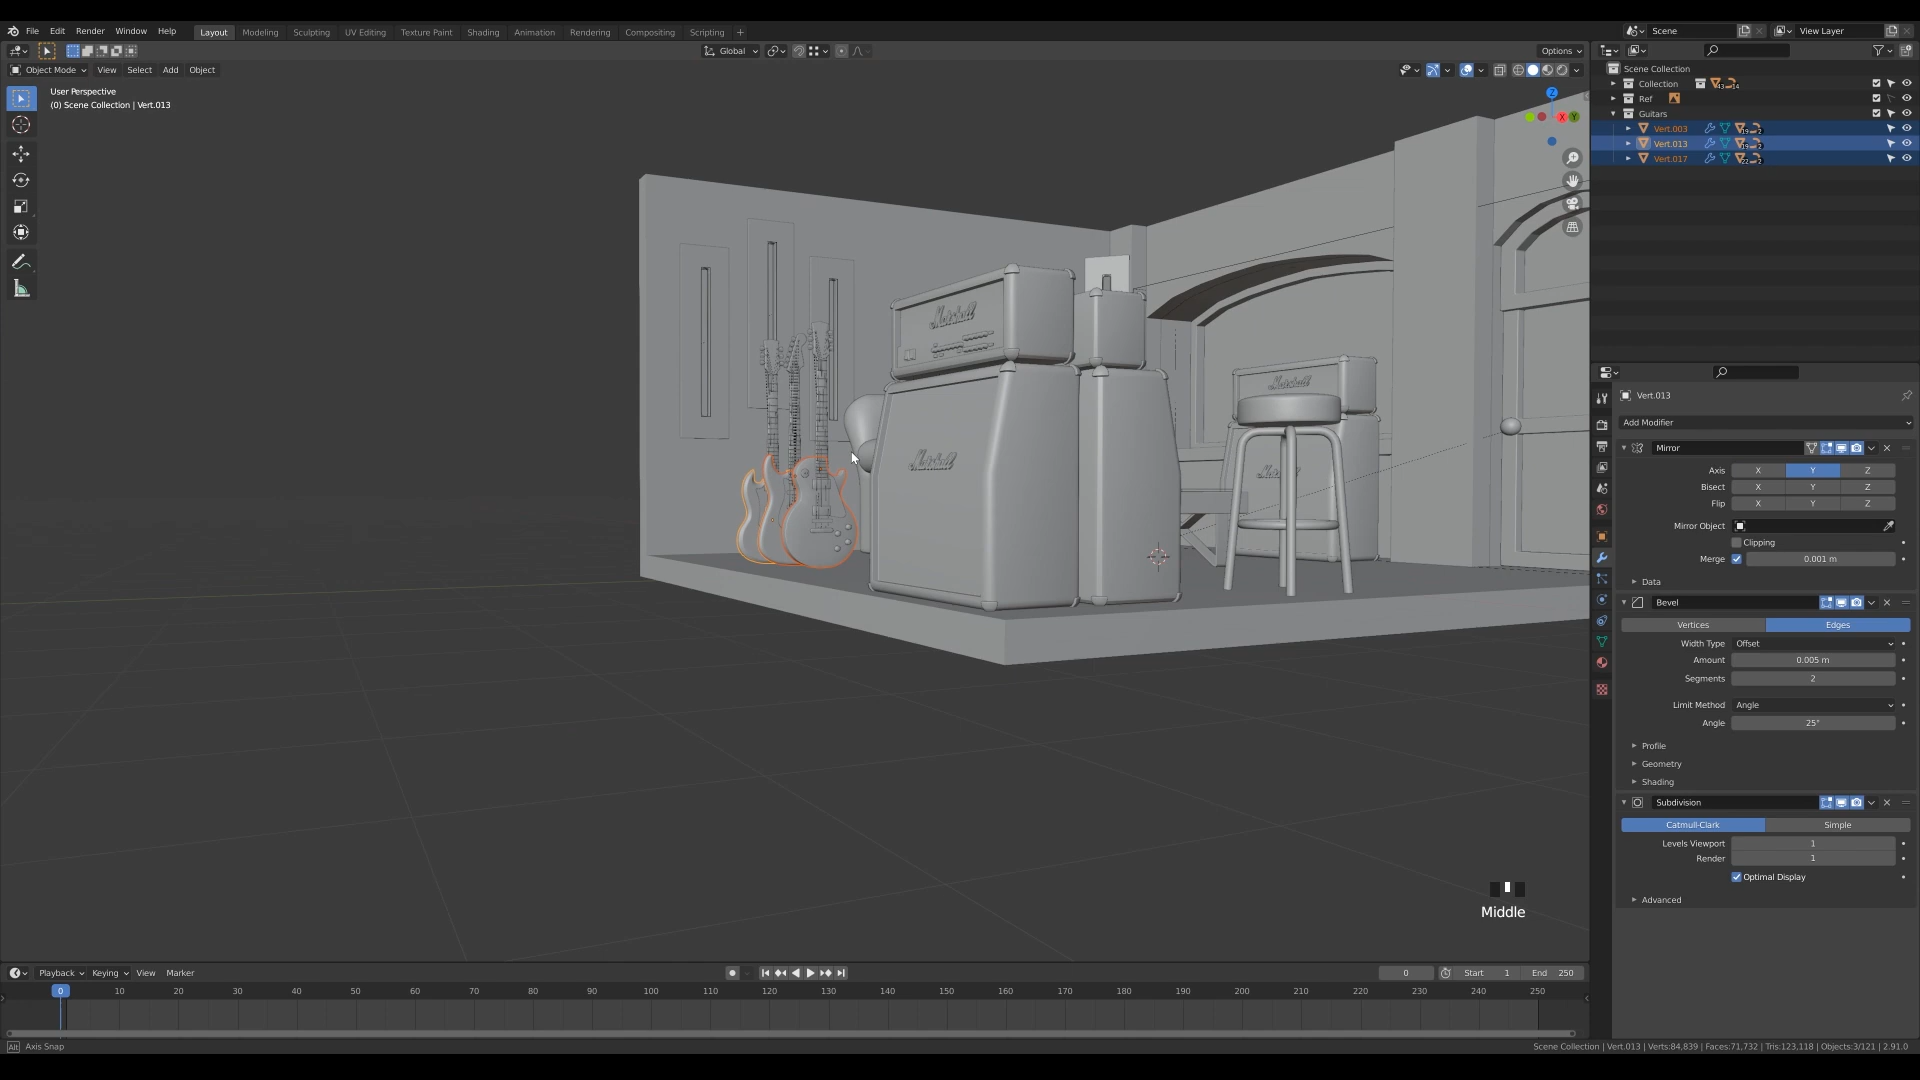 File Edit Render Window Help Layout Modeling Sculpting UV Editing Texture Paint Shading Animation Rendering Compositing Scripting + Scene View Layer
Global Options
Object Mode View Select Add Object
User Perspective
(0) Scene Collection | Vert.013
Z
X Y
Marshall
Marshall
Marshall
Scene Collection
Collection
Ref
Guitars
Vert.003
Vert.013
Vert.017
Vert.013
Add Modifier
Mirror
Axis X Y Z
Bisect X Y Z
Flip X Y Z
Mirror Object
Clipping
Merge 0.001 m
Data
Bevel
Vertices Edges
Width Type Offset
Amount 0.005 m
Segments 2
Limit Method Angle
Angle 25°
Profile
Geometry
Shading
Subdivision
Catmull-Clark Simple
Levels Viewport 1
Render 1
Optimal Display
Advanced
Middle
Playback Keying View Marker 0 Start 1 End 250
0 10 20 30 40 50 60 70 80 90 100 110 120 130 140 150 160 170 180 190 200 210 220 230 240 250
Alt Axis Snap
Scene Collection | Vert.013 | Verts:84,839 | Faces:71,732 | Tris:123,118 | Objects:3/121 | 2.91.0